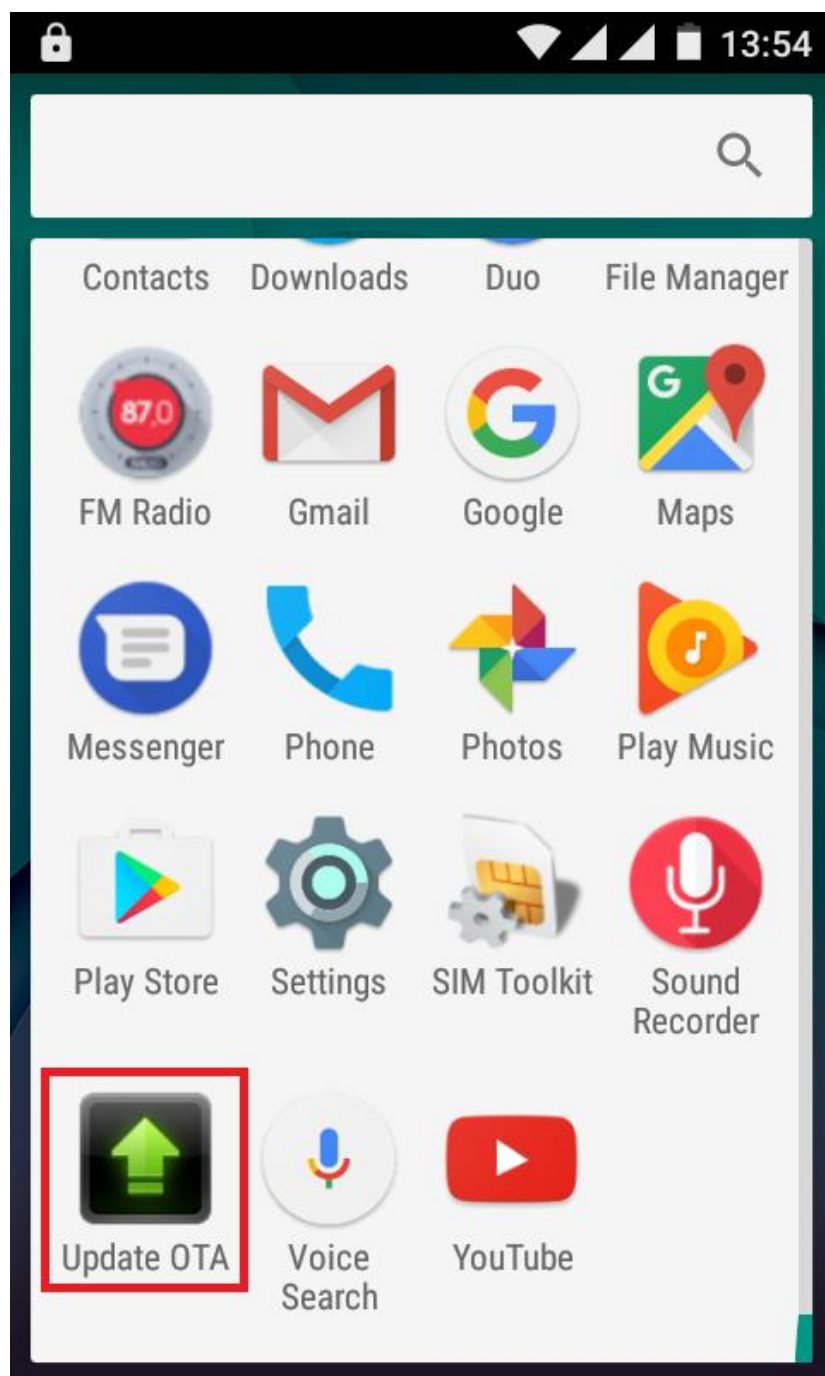 13:54
Contacts Downloads Duo File Manager
87,0
G
FM Radio Gmail Google Maps
Messenger Phone Photos Play Music
Play Store Settings SIM Toolkit Sound
Recorder
Update OTA Voice YouTube
Search